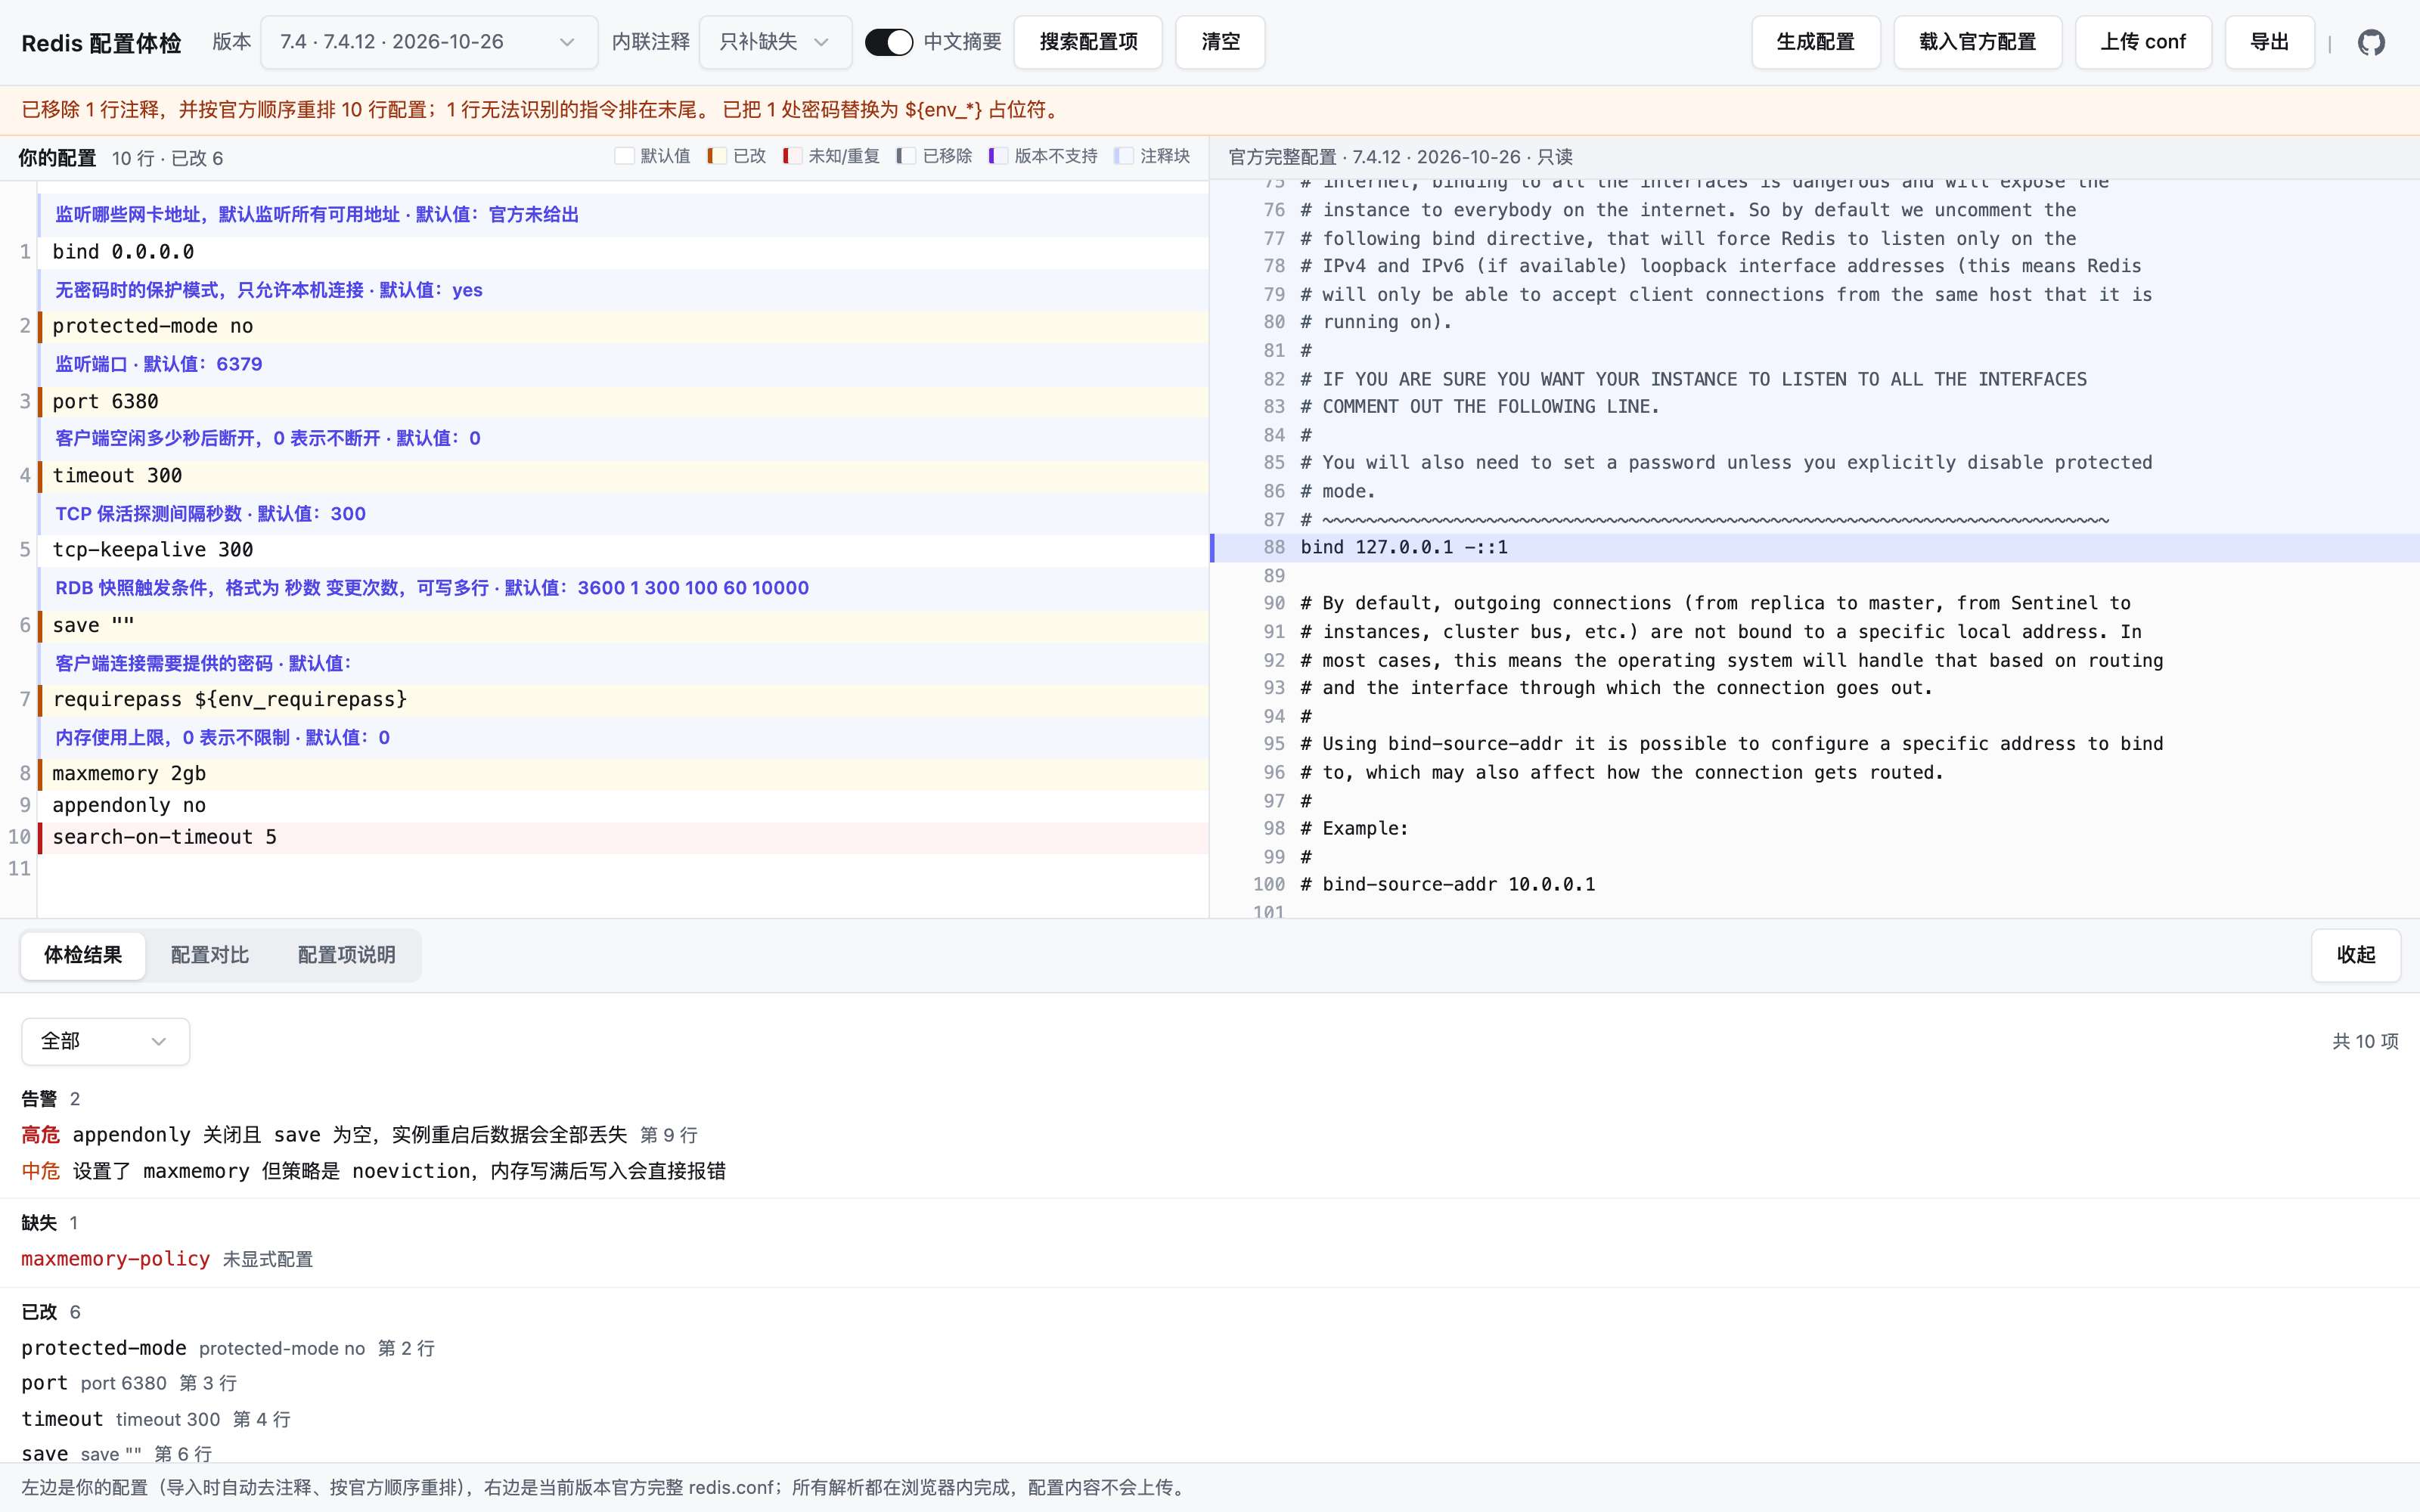 Redis 配置体检 版本 7.4 · 7.4.12 · 2026-10-26 内联注释 只补缺失 中文摘要 搜索配置项 清空 生成配置 载入官方配置 上传 conf 导出 |
已移除 1 行注释，并按官方顺序重排 10 行配置；1 行无法识别的指令排在末尾。 已把 1 处密码替换为 ${env_*} 占位符。
你的配置 10 行 · 已改 6 默认值 已改 未知/重复 已移除 版本不支持 注释块
监听哪些网卡地址，默认监听所有可用地址 · 默认值：官方未给出
1 bind 0.0.0.0
无密码时的保护模式，只允许本机连接 · 默认值：yes
2 protected-mode no
监听端口 · 默认值：6379
3 port 6380
客户端空闲多少秒后断开，0 表示不断开 · 默认值：0
4 timeout 300
TCP 保活探测间隔秒数 · 默认值：300
5 tcp-keepalive 300
RDB 快照触发条件，格式为 秒数 变更次数，可写多行 · 默认值：3600 1 300 100 60 10000
6 save ""
客户端连接需要提供的密码 · 默认值：
7 requirepass ${env_requirepass}
内存使用上限，0 表示不限制 · 默认值：0
8 maxmemory 2gb
9 appendonly no
10 search-on-timeout 5
11
官方完整配置 · 7.4.12 · 2026-10-26 · 只读
75 # internet, binding to all the interfaces is dangerous and will expose the
76 # instance to everybody on the internet. So by default we uncomment the
77 # following bind directive, that will force Redis to listen only on the
78 # IPv4 and IPv6 (if available) loopback interface addresses (this means Redis
79 # will only be able to accept client connections from the same host that it is
80 # running on).
81 #
82 # IF YOU ARE SURE YOU WANT YOUR INSTANCE TO LISTEN TO ALL THE INTERFACES
83 # COMMENT OUT THE FOLLOWING LINE.
84 #
85 # You will also need to set a password unless you explicitly disable protected
86 # mode.
87 # ~~~~~~~~~~~~~~~~~~~~~~~~~~~~~~~~~~~~~~~~~~~~~~~~~~~~~~~~~~~~~~~~~~~~~~~~
88 bind 127.0.0.1 -::1
89
90 # By default, outgoing connections (from replica to master, from Sentinel to
91 # instances, cluster bus, etc.) are not bound to a specific local address. In
92 # most cases, this means the operating system will handle that based on routing
93 # and the interface through which the connection goes out.
94 #
95 # Using bind-source-addr it is possible to configure a specific address to bind
96 # to, which may also affect how the connection gets routed.
97 #
98 # Example:
99 #
100 # bind-source-addr 10.0.0.1
101
体检结果 配置对比 配置项说明 收起
全部 共 10 项
告警 2
高危 appendonly 关闭且 save 为空，实例重启后数据会全部丢失 第 9 行
中危 设置了 maxmemory 但策略是 noeviction，内存写满后写入会直接报错
缺失 1
maxmemory-policy 未显式配置
已改 6
protected-mode protected-mode no 第 2 行
port port 6380 第 3 行
timeout timeout 300 第 4 行
save save "" 第 6 行
左边是你的配置（导入时自动去注释、按官方顺序重排），右边是当前版本官方完整 redis.conf；所有解析都在浏览器内完成，配置内容不会上传。